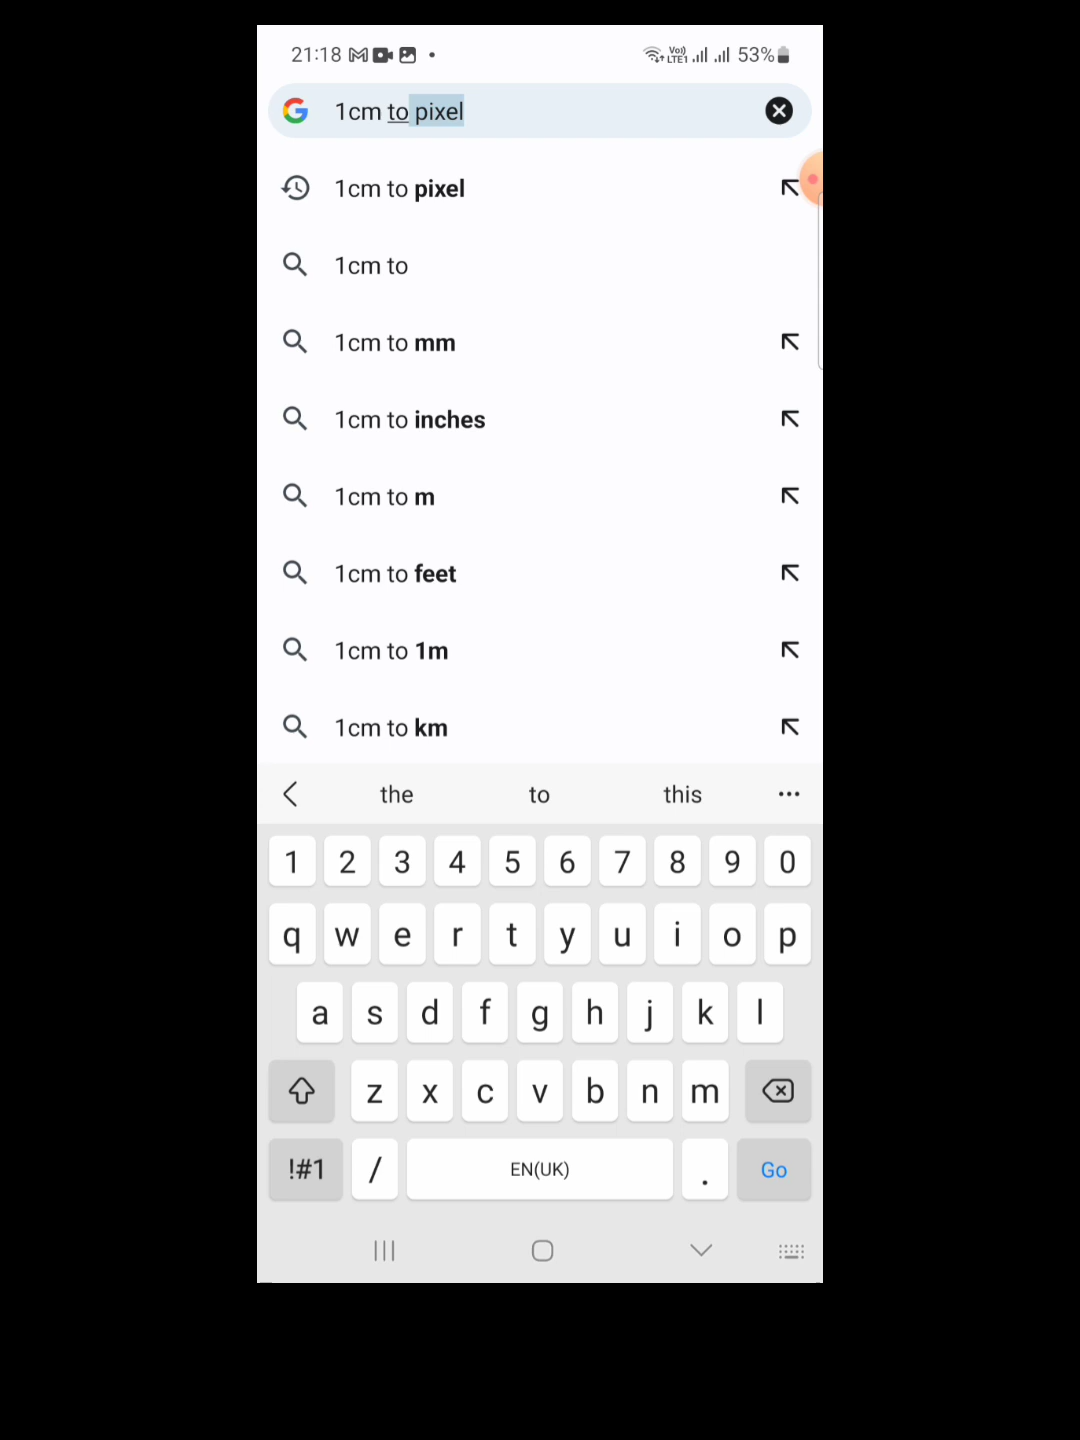 21:18 53%
Vo))
LTE1
1cm to pixel
1cm to pixel
1cm to
1cm to mm
1cm to inches
1cm to m
1cm to feet
1cm to 1m
1cm to km
the to this
1 2 3 4 5 6 7 8 9 0
q w e r t y u i o p
a s d f g h j k l
z x c v b n m
!#1 / EN(UK) . Go